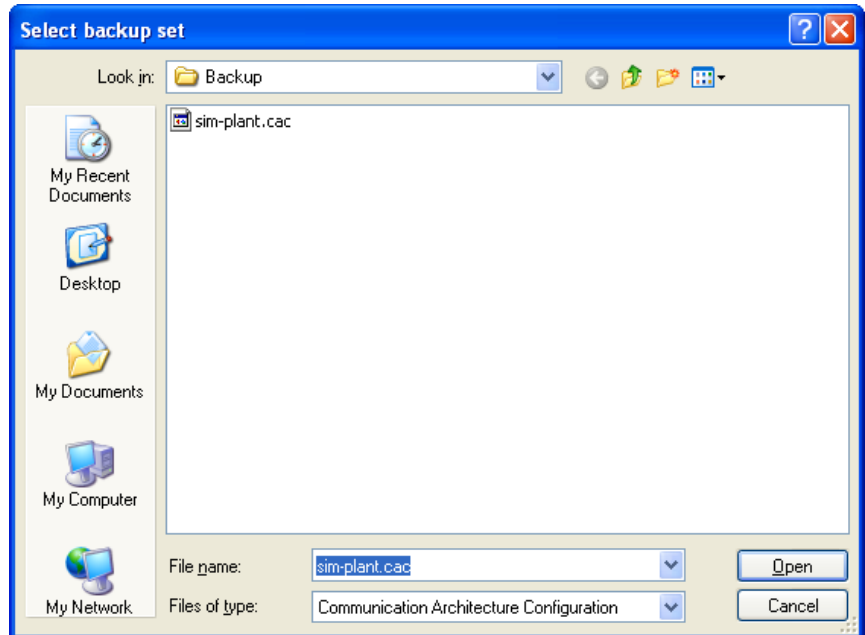 Select backup set
Look in:
Backup
sim-plant.cac
My Recent
Documents
Desktop
My Documents
My Computer
My Network
File name:
sim-plant.cac
Open
Files of type:
Communication Architecture Configuration
Cancel